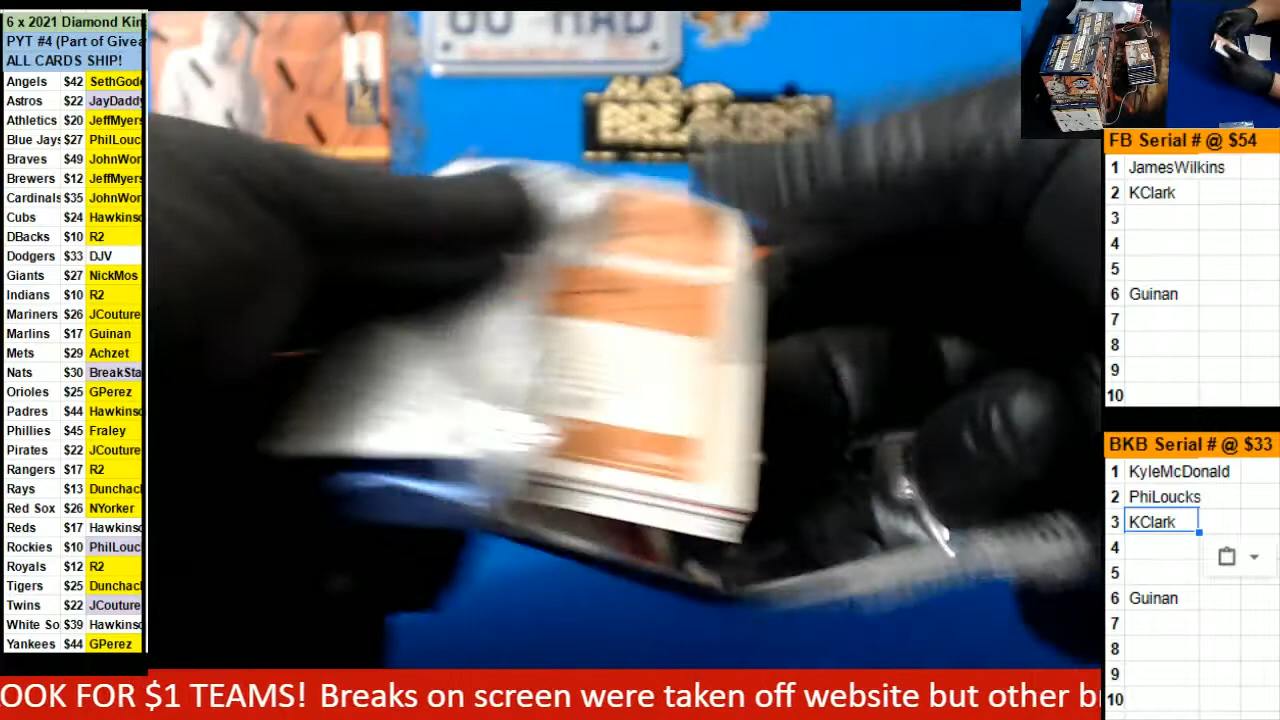 6 x 2021 Diamond Kin
PYT #4 (Part of Givea
ALL CARDS SHIP!
Angels $42 SethGod
Astros $22 JayDaddy
Athletics $20 JeffMyers
Blue Jays $27 PhilLouc
Braves $49 JohnWor
Brewers $12 JeffMyers
Cardinals $35 JohnWor
Cubs $24 Hawkinso
DBacks $10 R2
Dodgers $33 DJV
Giants $27 NickMos
Indians $10 R2
Mariners $26 JCouture
Marlins $17 Guinan
Mets $29 Achzet
Nats $30 BreakSta
Orioles $25 GPerez
Padres $44 Hawkinso
Phillies $45 Fraley
Pirates $22 JCouture
Rangers $17 R2
Rays $13 Dunchac
Red Sox $26 NYorker
Reds $17 Hawkinso
Rockies $10 PhilLouc
Royals $12 R2
Tigers $25 Dunchac
Twins $22 JCouture
White So $39 Hawkinso
Yankees $44 GPerez
FB Serial # @ $54
1 JamesWilkins
2 KClark
3
4
5
6 Guinan
7
8
9
10
BKB Serial # @ $33
1 KyleMcDonald
2 PhiLoucks
3 KClark
4
5
6 Guinan
7
8
9
10
OOK FOR $1 TEAMS! Breaks on screen were taken off website but other b